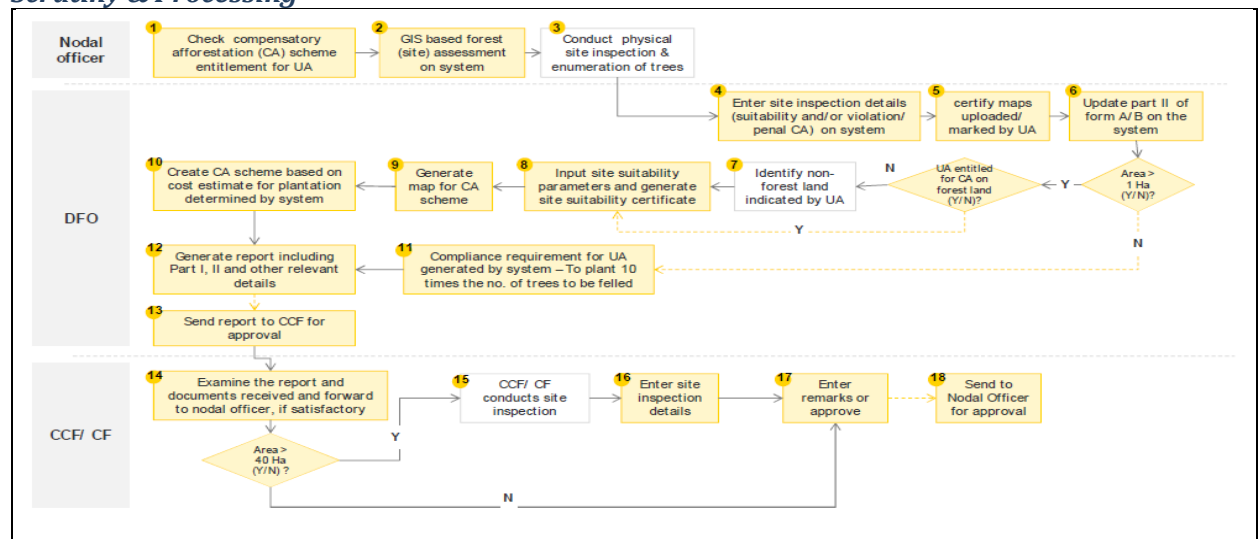 Scrutiny & Processing
Nodal
officer
1
Check compensatory
afforestation (CA) scheme
entitlement for UA
2
GIS based forest
(site) assessment
on system
3
Conduct physical
site inspection &
enumeration of trees
DFO
4
Enter site inspection details
(suitability and/or violation/
penal CA) on system
5
certify maps
uploaded/
marked by UA
6
Update part II of
form A/B on the
system
Area >
1 Ha
(Y/N)?
Y
N
UA entitled
for CA on
forest land
(Y/N)?
N
Y
7
Identify non-
forest land
indicated by UA
8
Input site suitability
parameters and generate
site suitability certificate
9
Generate
map for CA
scheme
10
Create CA scheme based on
cost estimate for plantation
determined by system
11
Compliance requirement for UA
generated by system – To plant 10
times the no. of trees to be felled
12
Generate report including
Part I, II and other relevant
details
13
Send report to CCF for
approval
CCF/ CF
14
Examine the report and
documents received and forward
to nodal officer, if satisfactory
Area >
40 Ha
(Y/N) ?
Y
N
15
CCF/ CF
conducts site
inspection
16
Enter site
inspection
details
17
Enter
remarks or
approve
18
Send to
Nodal Officer
for approval